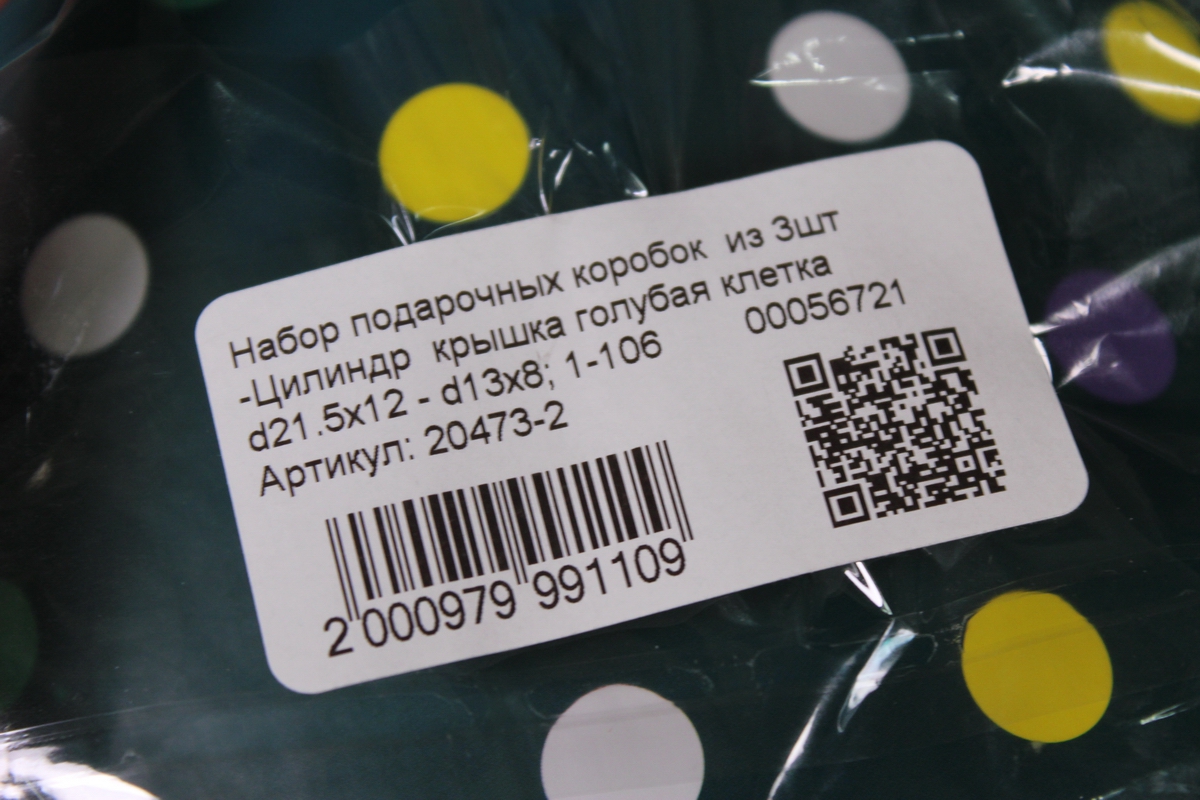 Набор подарочных коробок из 3шт
-Цилиндр крышка голубая клетка
d21.5x12 - d13x8; 1-106
00056721
Артикул: 20473-2
2 000979 991109